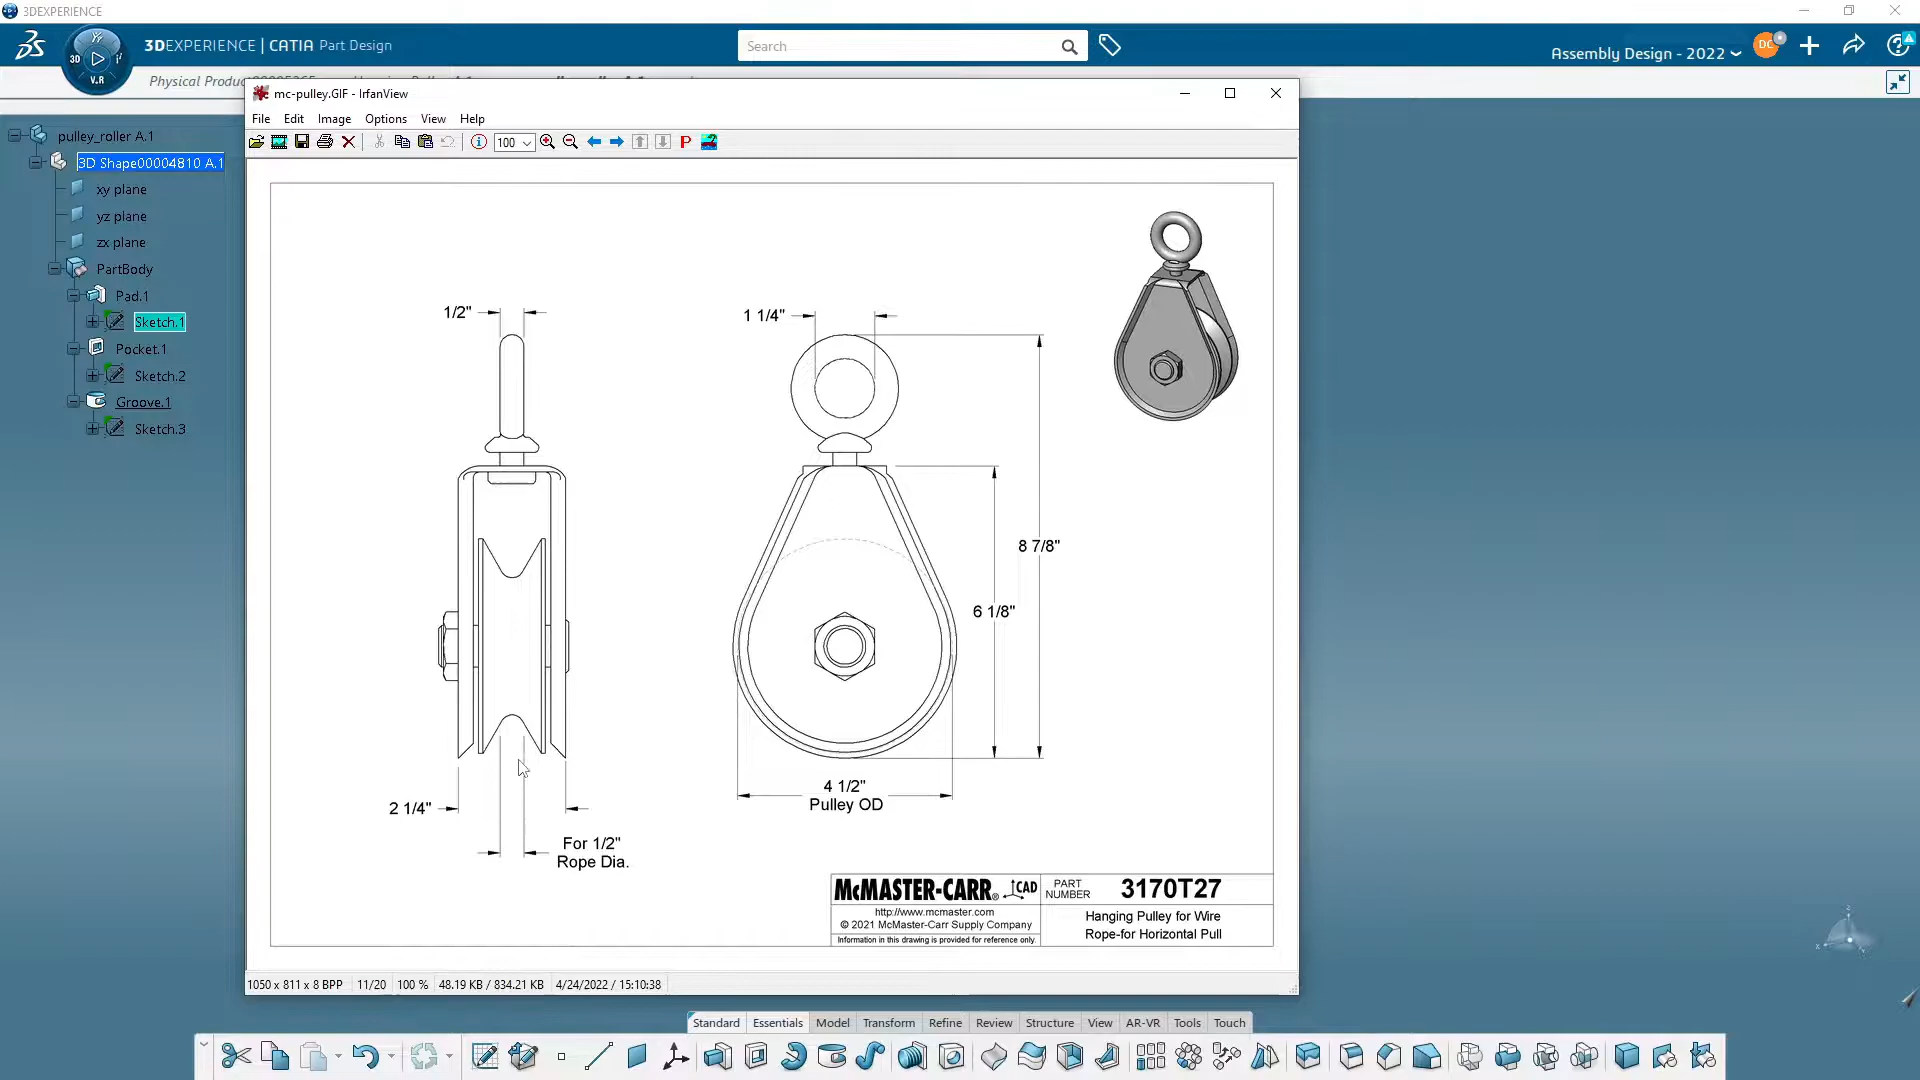 3DEXPERIENCE
3DEXPERIENCE | CATIA Part Design
Search
Assembly Design - 2022
DC
3D
V.R
Physical Produc
mc-pulley.GIF - IrfanView
File Edit Image Options View Help
100
P
pulley_roller A.1
3D Shape00004810 A.1
xy plane
yz plane
zx plane
PartBody
Pad.1
Sketch.1
Pocket.1
Sketch.2
Groove.1
Sketch.3
1/2"
1 1/4"
8 7/8"
6 1/8"
4 1/2"
Pulley OD
2 1/4"
For 1/2"
Rope Dia.
McMASTER-CARR® CAD
http://www.mcmaster.com
© 2021 McMaster-Carr Supply Company
Information in this drawing is provided for reference only.
PART
NUMBER
3170T27
Hanging Pulley for Wire
Rope-for Horizontal Pull
1050 x 811 x 8 BPP 11/20 100 % 48.19 KB / 834.21 KB 4/24/2022 / 15:10:38
Standard Essentials Model Transform Refine Review Structure View AR-VR Tools Touch